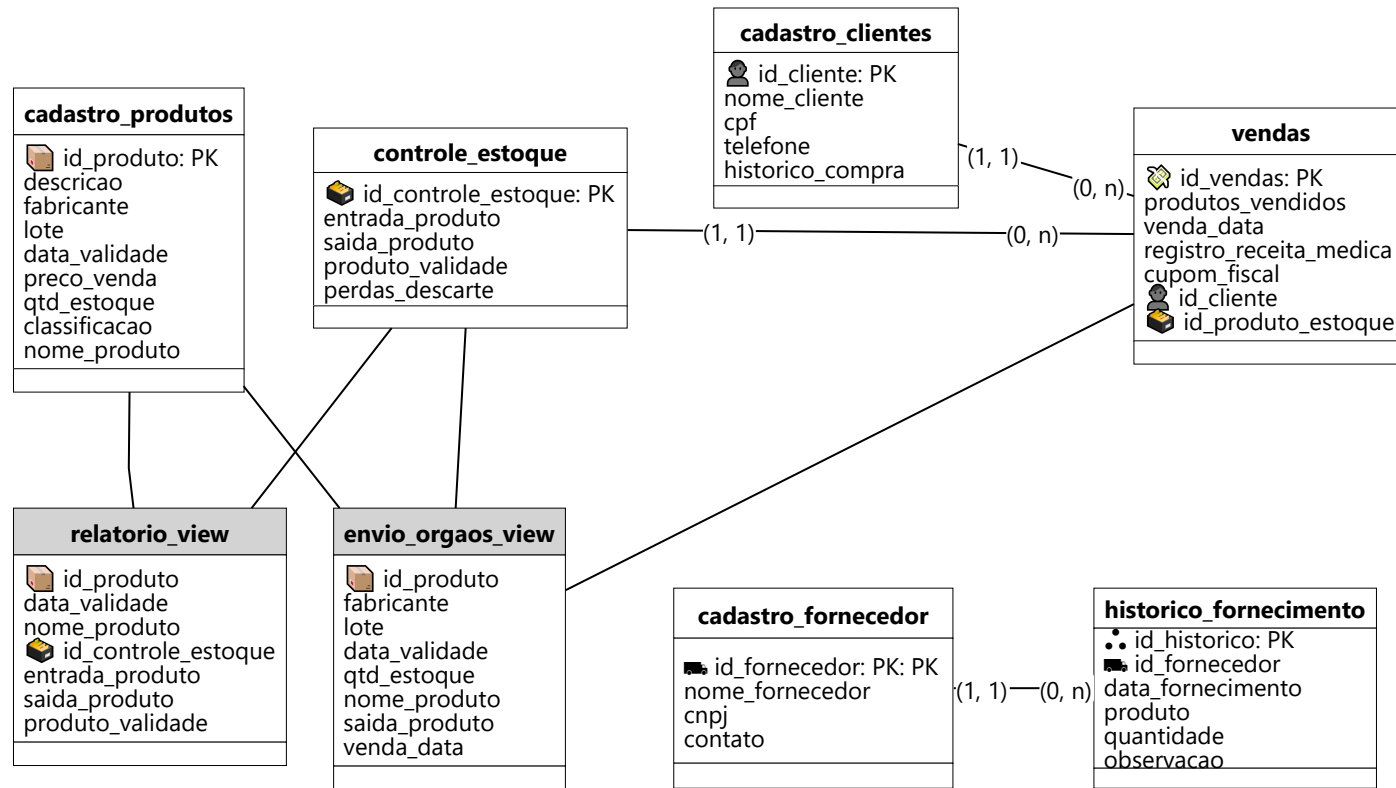 cadastro_clientes
id_cliente: PK
nome_cliente
cpf
telefone
historico_compra
cadastro_produtos
id_produto: PK
descricao
fabricante
lote
data_validade
preco_venda
qtd_estoque
classificacao
nome_produto
controle_estoque
id_controle_estoque: PK
entrada_produto
saida_produto
produto_validade
perdas_descarte
vendas
id_vendas: PK
produtos_vendidos
venda_data
registro_receita_medica
cupom_fiscal
id_cliente
id_produto_estoque
(1, 1)
(0, n)
(1, 1)
(0, n)
relatorio_view
id_produto
data_validade
nome_produto
id_controle_estoque
entrada_produto
saida_produto
produto_validade
envio_orgaos_view
id_produto
fabricante
lote
data_validade
qtd_estoque
nome_produto
saida_produto
venda_data
cadastro_fornecedor
id_fornecedor: PK: PK
nome_fornecedor
cnpj
contato
(1, 1)
(0, n)
historico_fornecimento
id_historico: PK
id_fornecedor
data_fornecimento
produto
quantidade
observacao